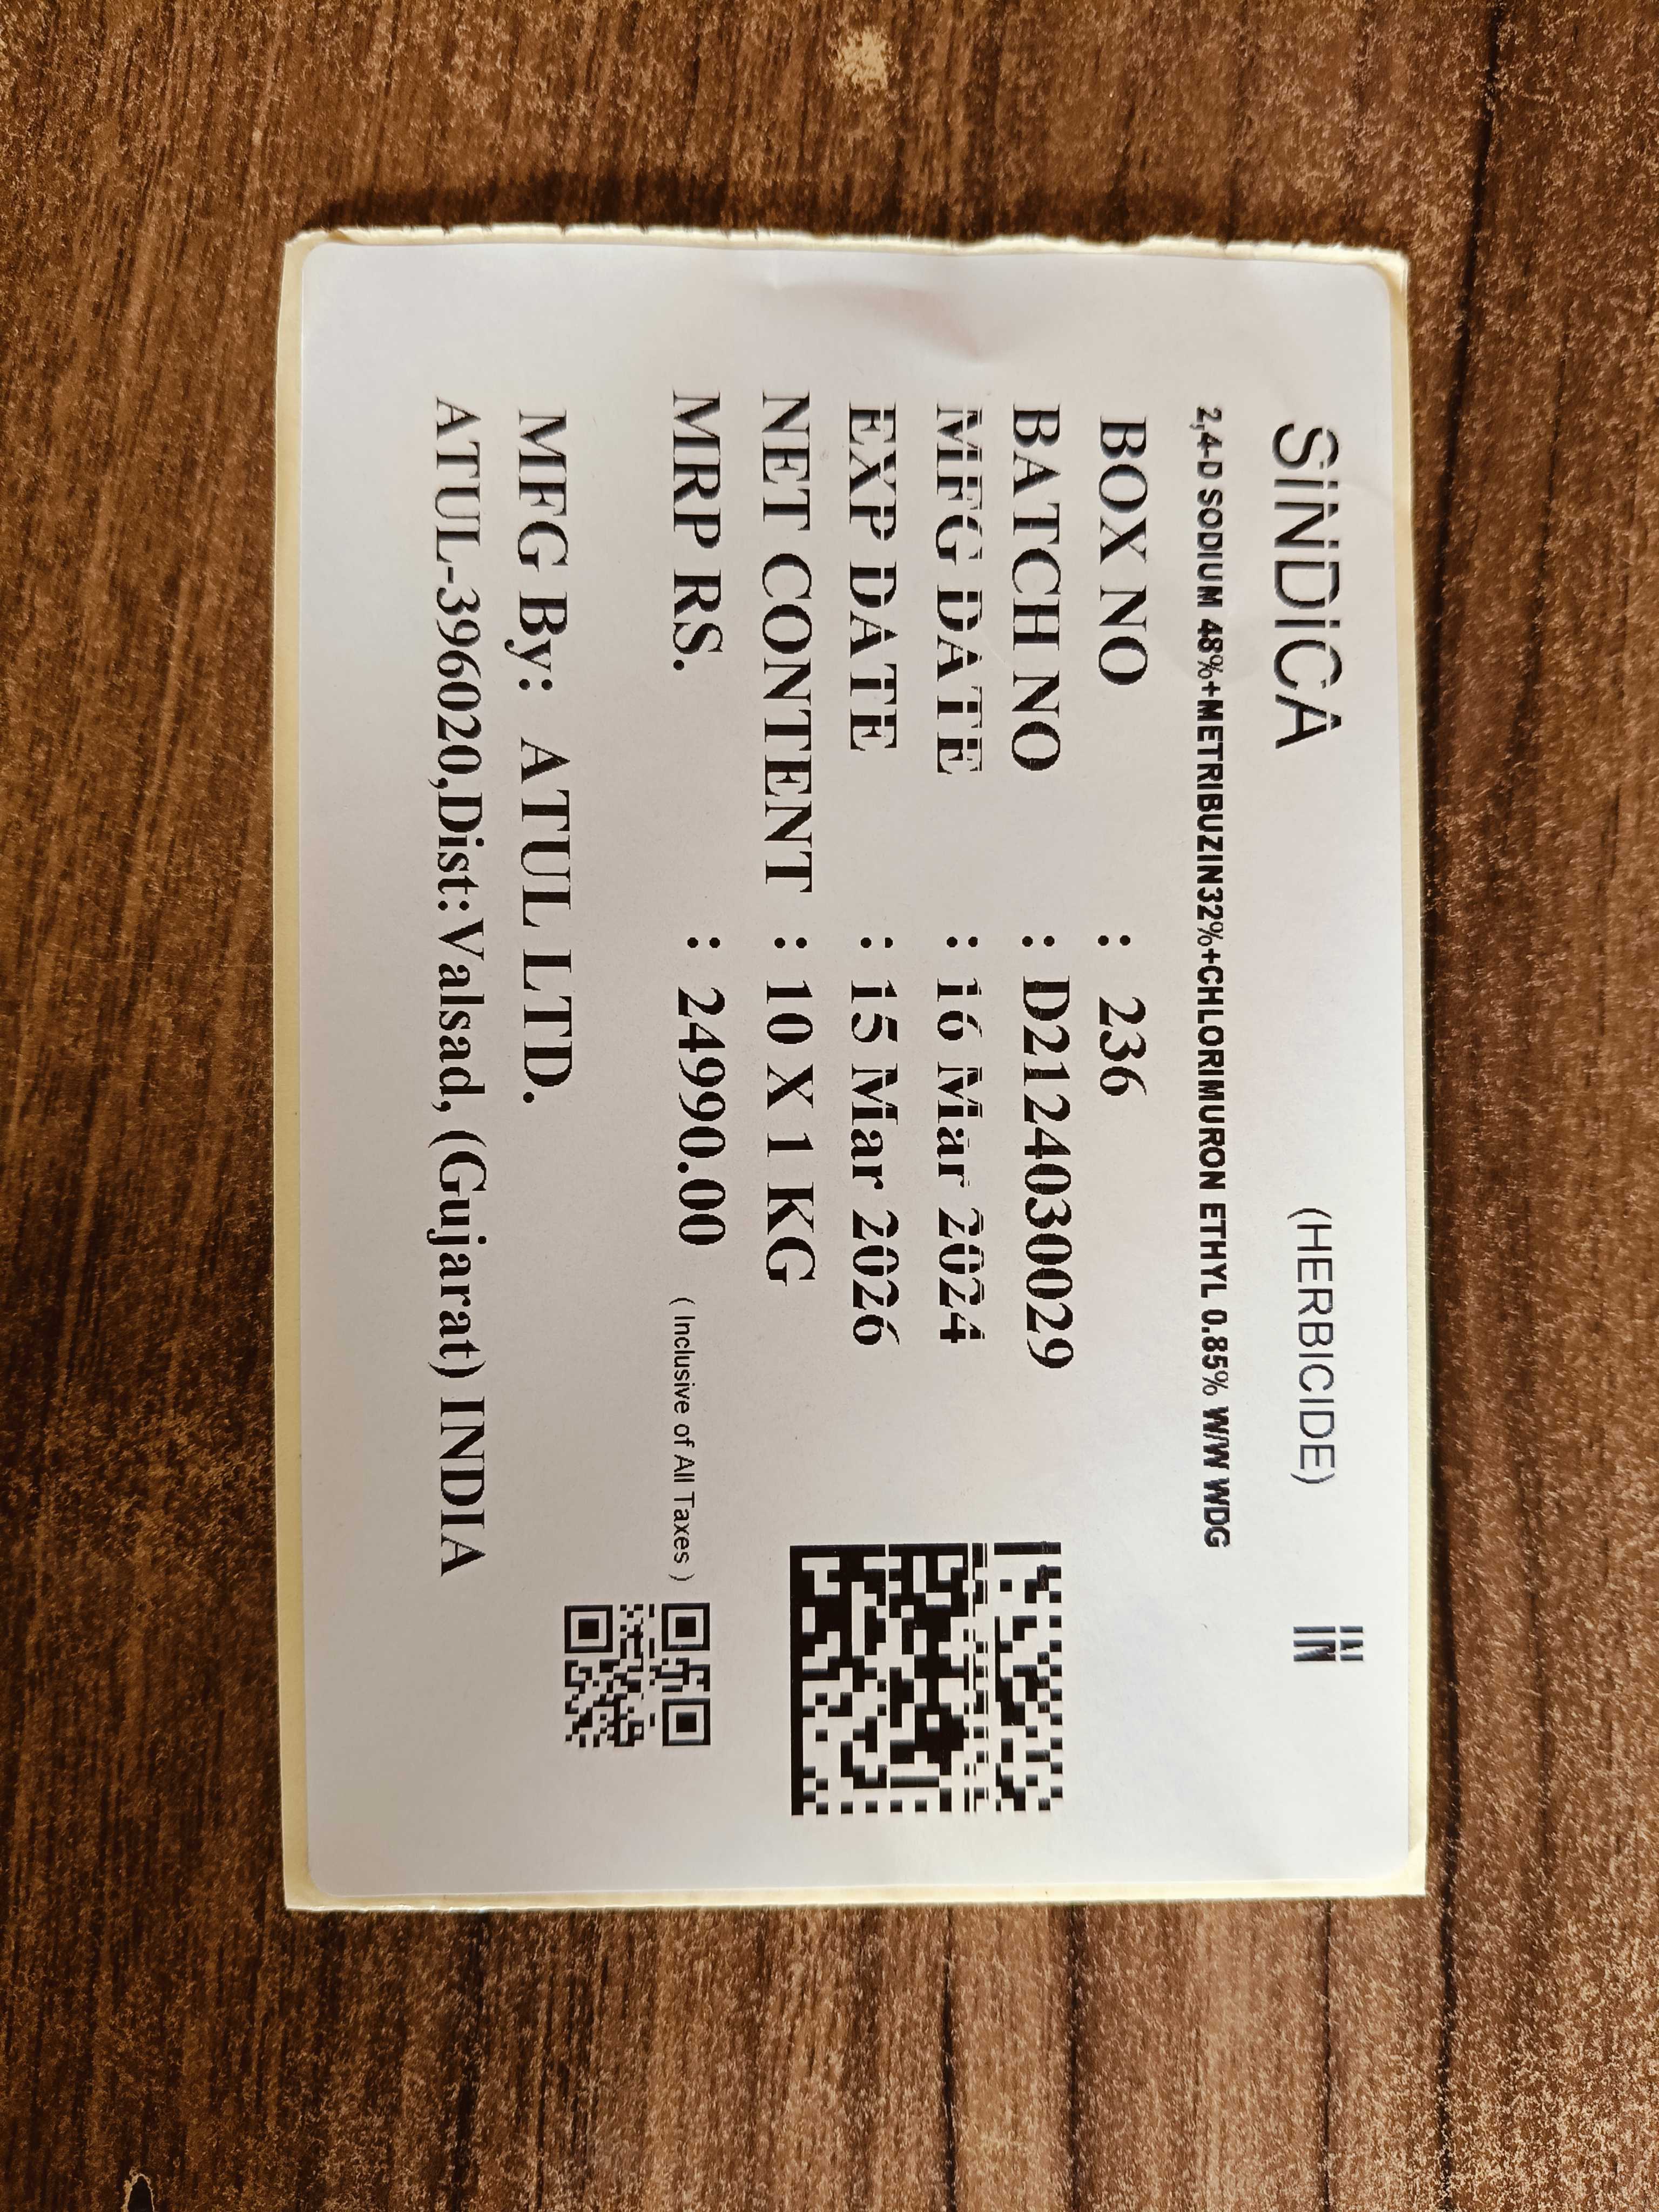 SiNDiCA (HERBICIDE) IN
2,4-D SODIUM 48%+METRIBUZIN32%+CHLORIMURON ETHYL 0.85% W/W WDG
BOX NO : 236
BATCH NO : D2124030029
MFG DATE : 16 Mar 2024
EXP DATE : 15 Mar 2026
NET CONTENT : 10 X 1 KG
MRP RS. : 24990.00 ( Inclusive of All Taxes )
MFG By: ATUL LTD.
ATUL-396020,Dist:Valsad, (Gujarat) INDIA